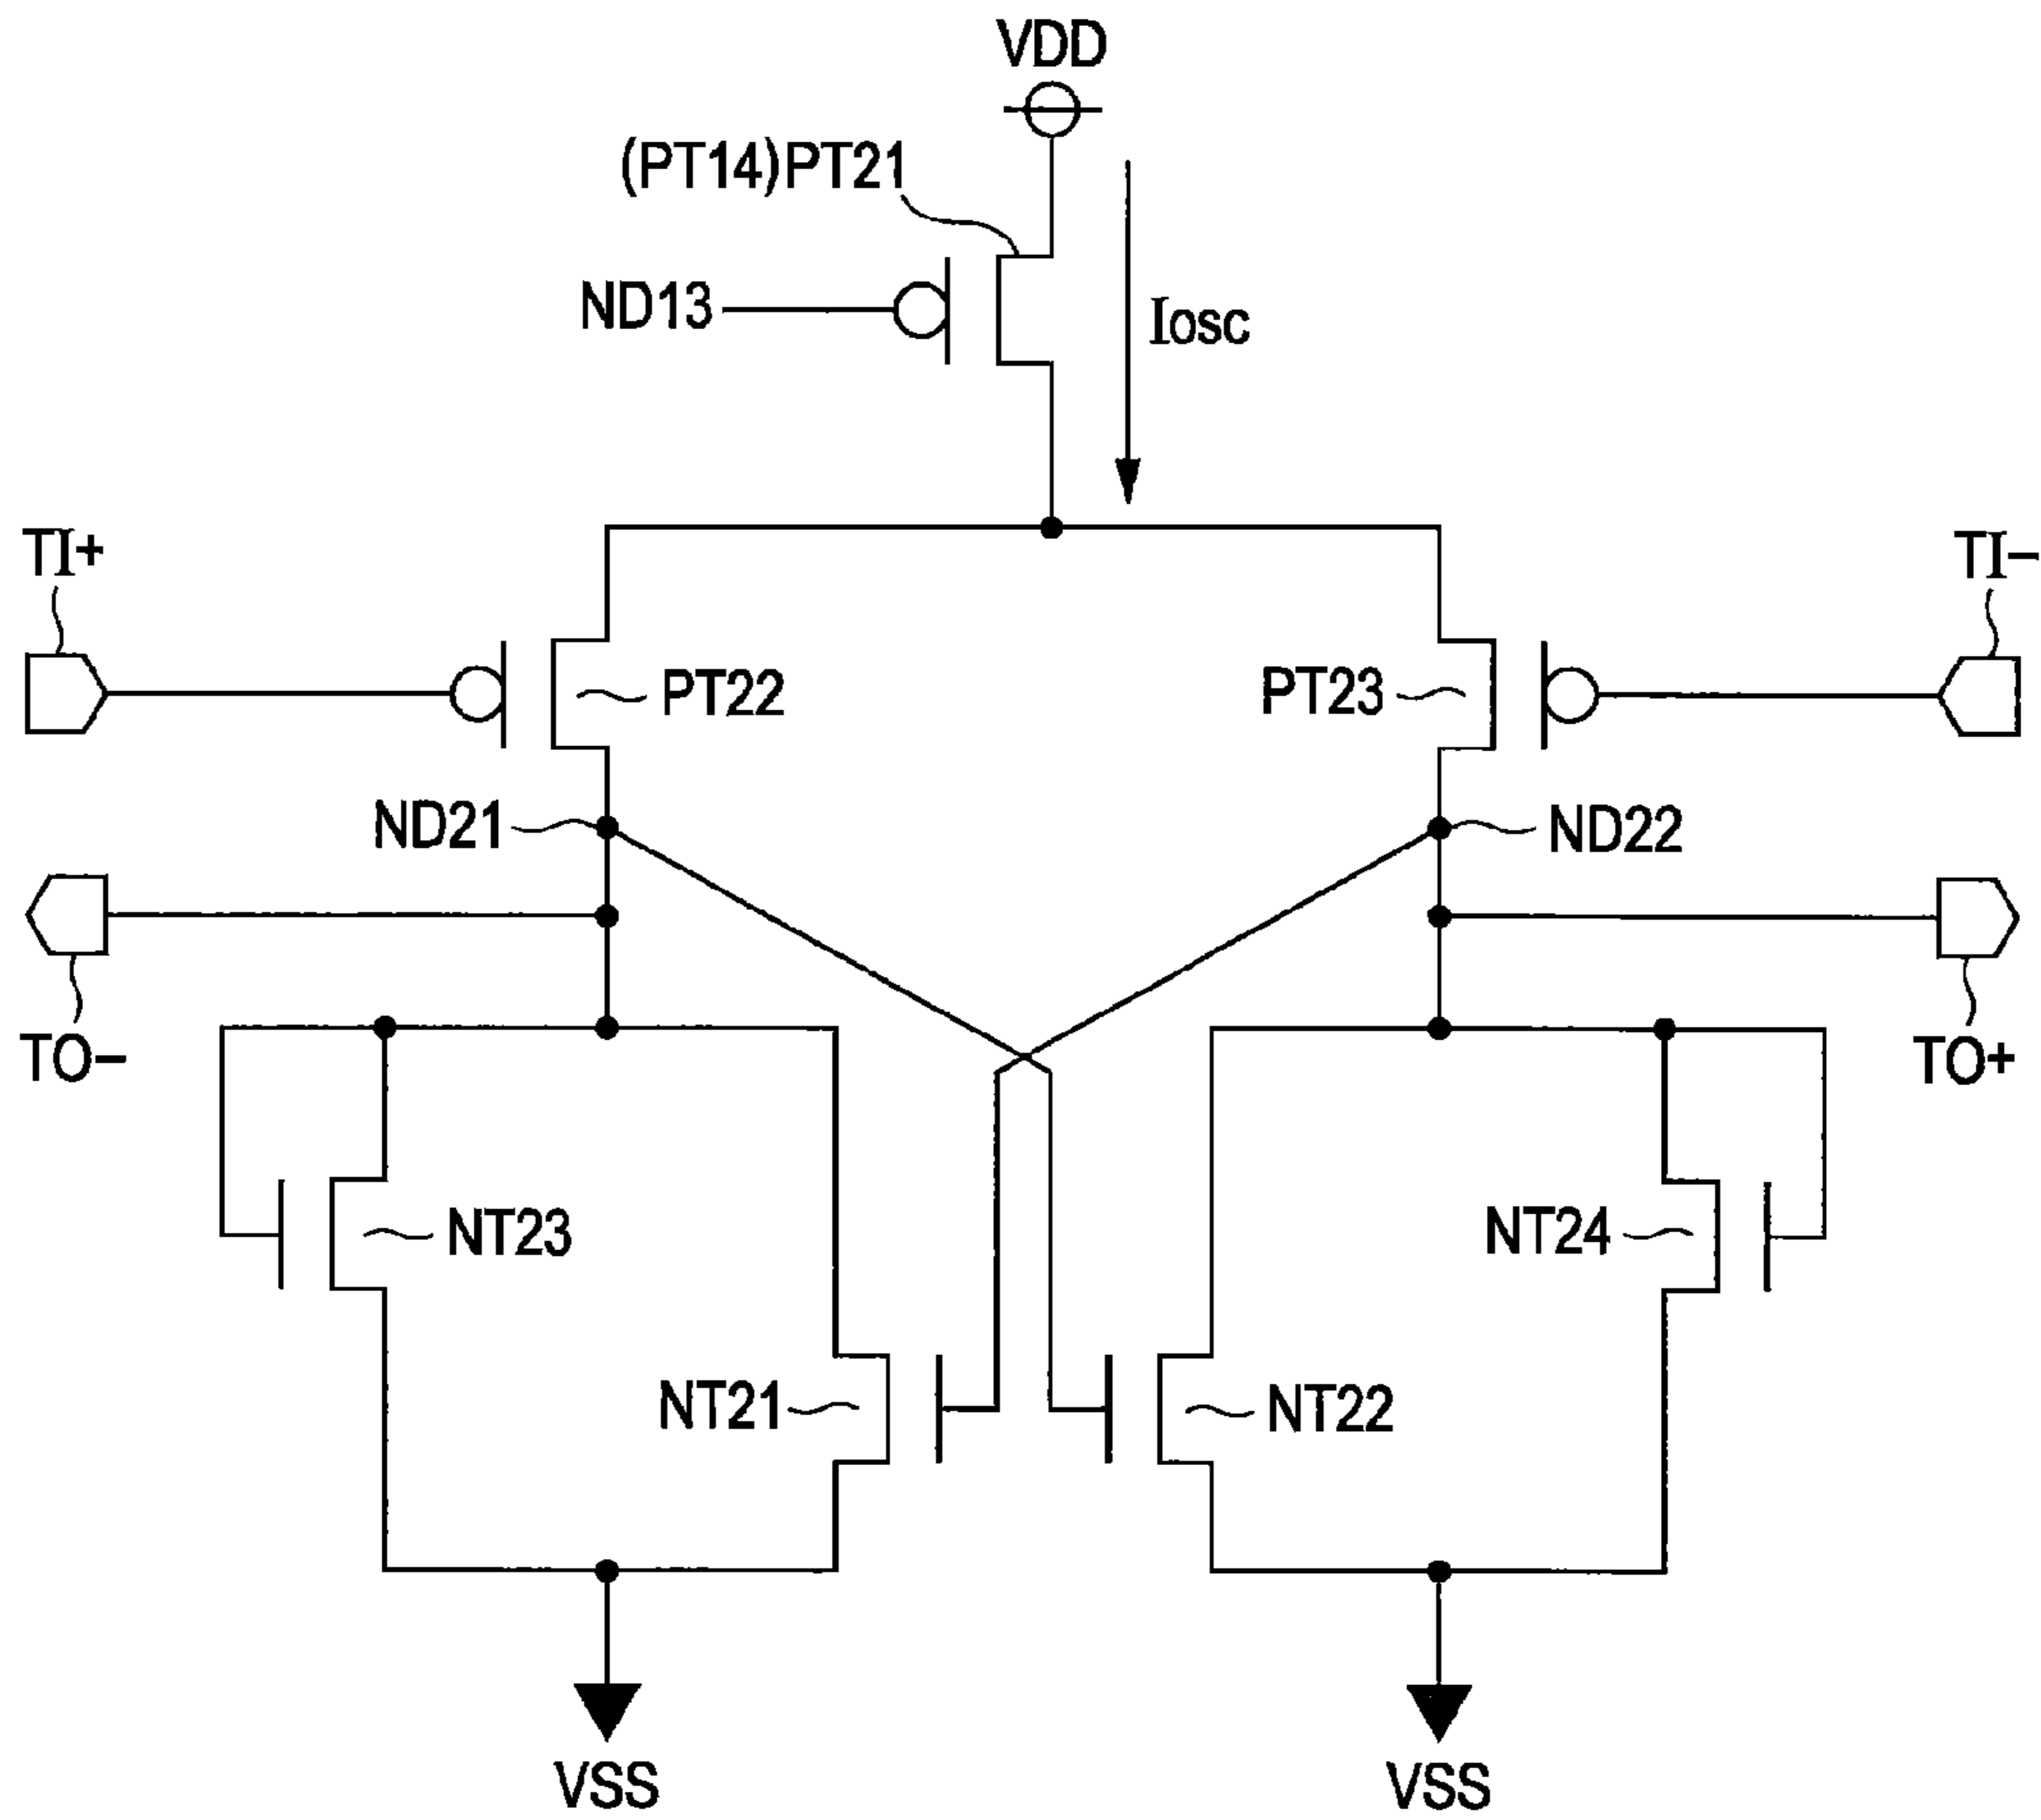 VDD
(PT14)PT21
ND13
Iosc
TI+
TI−
PT22
PT23
ND21
ND22
TO−
TO+
NT23
NT24
NT21
NT22
VSS
VSS